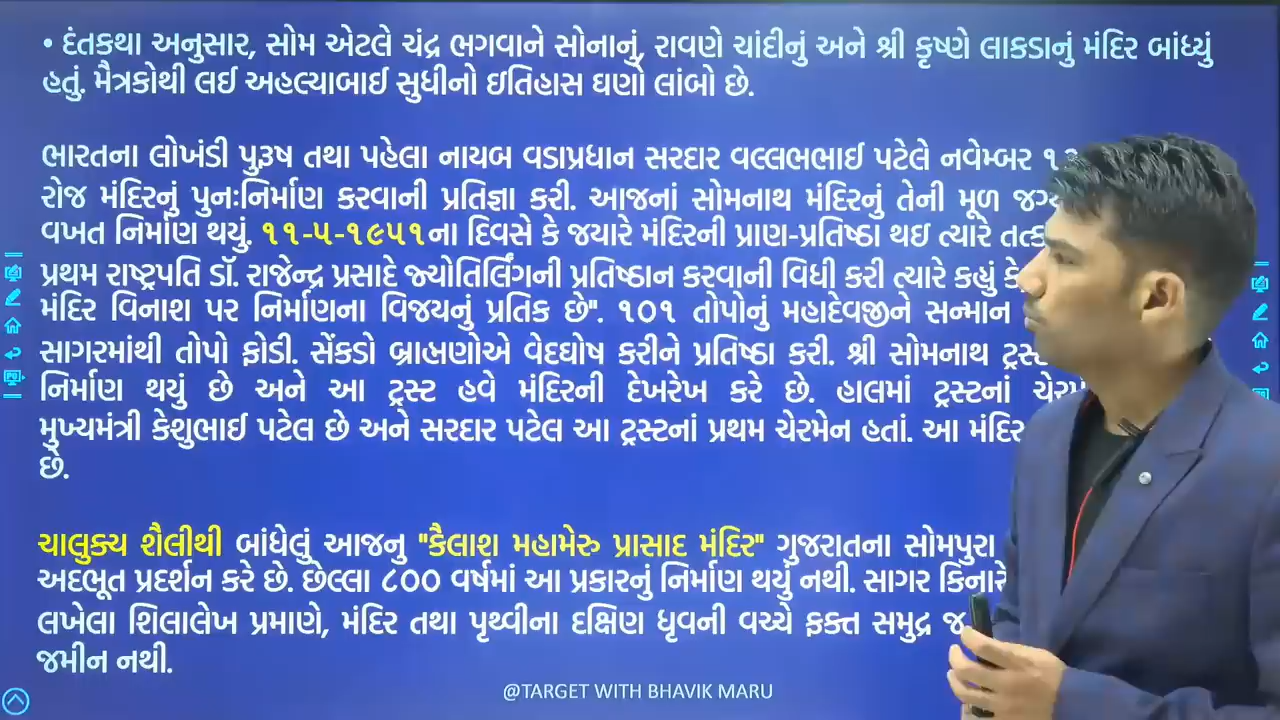 • દંતકથા અનુસાર, સોમ એટલે ચંદ્ર ભગવાને સોનાનું, રાવણે ચાંદીનું અને શ્રી કૃષ્ણે લાકડાનું મંદિર બાંધ્યું
હતું. મૈત્રકોથી લઈ અહલ્યાબાઈ સુધીનો ઇતિહાસ ઘણો લાંબો છે.
ભારતના લોખંડી પુરૂષ તથા પહેલા નાયબ વડાપ્રધાન સરદાર વલ્લભભાઈ પટેલે નવેમ્બર
રોજ મંદિરનું પુનઃનિર્માણ કરવાની પ્રતિજ્ઞા કરી. આજનાં સોમનાથ મંદિરનું તેની મૂળ
વખત નિર્માણ થયું. ૧૧-૫-૧૯૫૧ના દિવસે કે જયારે મંદિરની પ્રાણ-પ્રતિષ્ઠા થઇ ત્યારે
પ્રથમ રાષ્ટ્રપતિ ડૉ. રાજેન્દ્ર પ્રસાદે જ્યોતિર્લિંગની પ્રતિષ્ઠાન કરવાની વિધી કરી ત્યારે કહ્યું કે
મંદિર વિનાશ પર નિર્માણના વિજયનું પ્રતિક છે". ૧૦૧ તોપોનું મહાદેવજીને સન્માન
સાગરમાંથી તોપો ફોડી. સેંકડો બ્રાહ્મણોએ વેદઘોષ કરીને પ્રતિષ્ઠા કરી. શ્રી સોમનાથ
નિર્માણ થયું છે અને આ ટ્રસ્ટ હવે મંદિરની દેખરેખ કરે છે. હાલમાં ટ્રસ્ટનાં
મુખ્યમંત્રી કેશુભાઈ પટેલ છે અને સરદાર પટેલ આ ટ્રસ્ટનાં પ્રથમ ચેરમેન હતાં. આ મંદિર
છે.
ચાલુક્ય શૈલીથી બાંધેલું આજનુ "કૈલાશ મહામેરુ પ્રાસાદ મંદિર" ગુજરાતના સોમપુરા
અદભૂત પ્રદર્શન કરે છે. છેલ્લા ૮૦૦ વર્ષમાં આ પ્રકારનું નિર્માણ થયું નથી. સાગર કિનારે
લખેલા શિલાલેખ પ્રમાણે, મંદિર તથા પૃથ્વીના દક્ષિણ ધૃવની વચ્ચે ફક્ત સમુદ્ર જ
જમીન નથી.
@TARGET WITH BHAVIK MARU